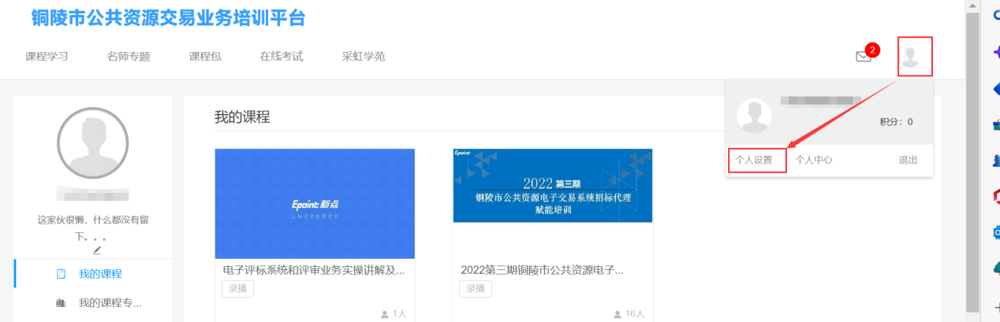 铜陵市公共资源交易业务培训平台
课程学习 名师专题 课程包 在线考试 采虹学苑
2
积分：0
个人设置 个人中心 退出
这家伙很懒，什么都没有留
下。。。
我的课程
我的课程专...
我的课程
Epoint 新点
电子评标系统和评审业务实操讲解及...
录播
1人
Epoint
2022 第三期
铜陵市公共资源电子交易系统招标代理
赋能培训
2022第三期铜陵市公共资源电子...
录播
16人